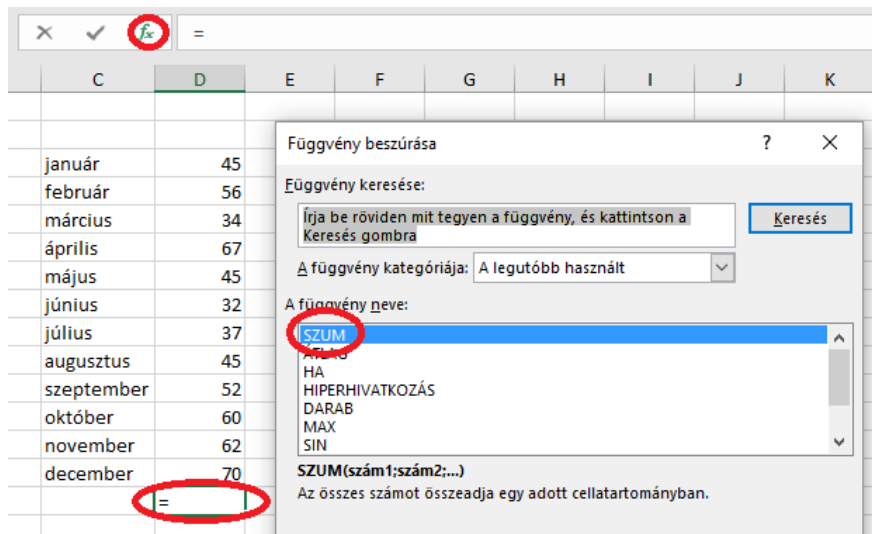 fx =
C D E F G H I J K
Függvény beszúrása ?
január 45
Függvény keresése:
február 56
Írja be röviden mit tegyen a függvény, és kattintson a
Keresés gombra
Keresés
március 34
április 67
A függvény kategóriája: A legutóbb használt
május 45
június 32
A függvény neve:
július 37
SZUM
augusztus 45
ÁTLAG
HA
szeptember 52
HIPERHIVATKOZÁS
DARAB
október 60
MAX
november 62
SIN
december 70
SZUM(szám1;szám2;...)
=
Az összes számot összeadja egy adott cellatartományban.